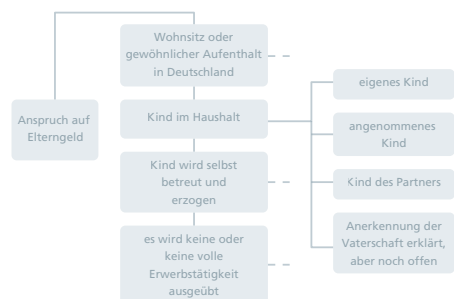 Anspruch auf
Elterngeld
Wohnsitz oder
gewöhnlicher Aufenthalt
in Deutschland
Kind im Haushalt
Kind wird selbst
betreut und
erzogen
es wird keine oder
keine volle
Erwerbstätigkeit
ausgeübt
eigenes Kind
angenommenes
Kind
Kind des Partners
Anerkennung der
Vaterschaft erklärt,
aber noch offen